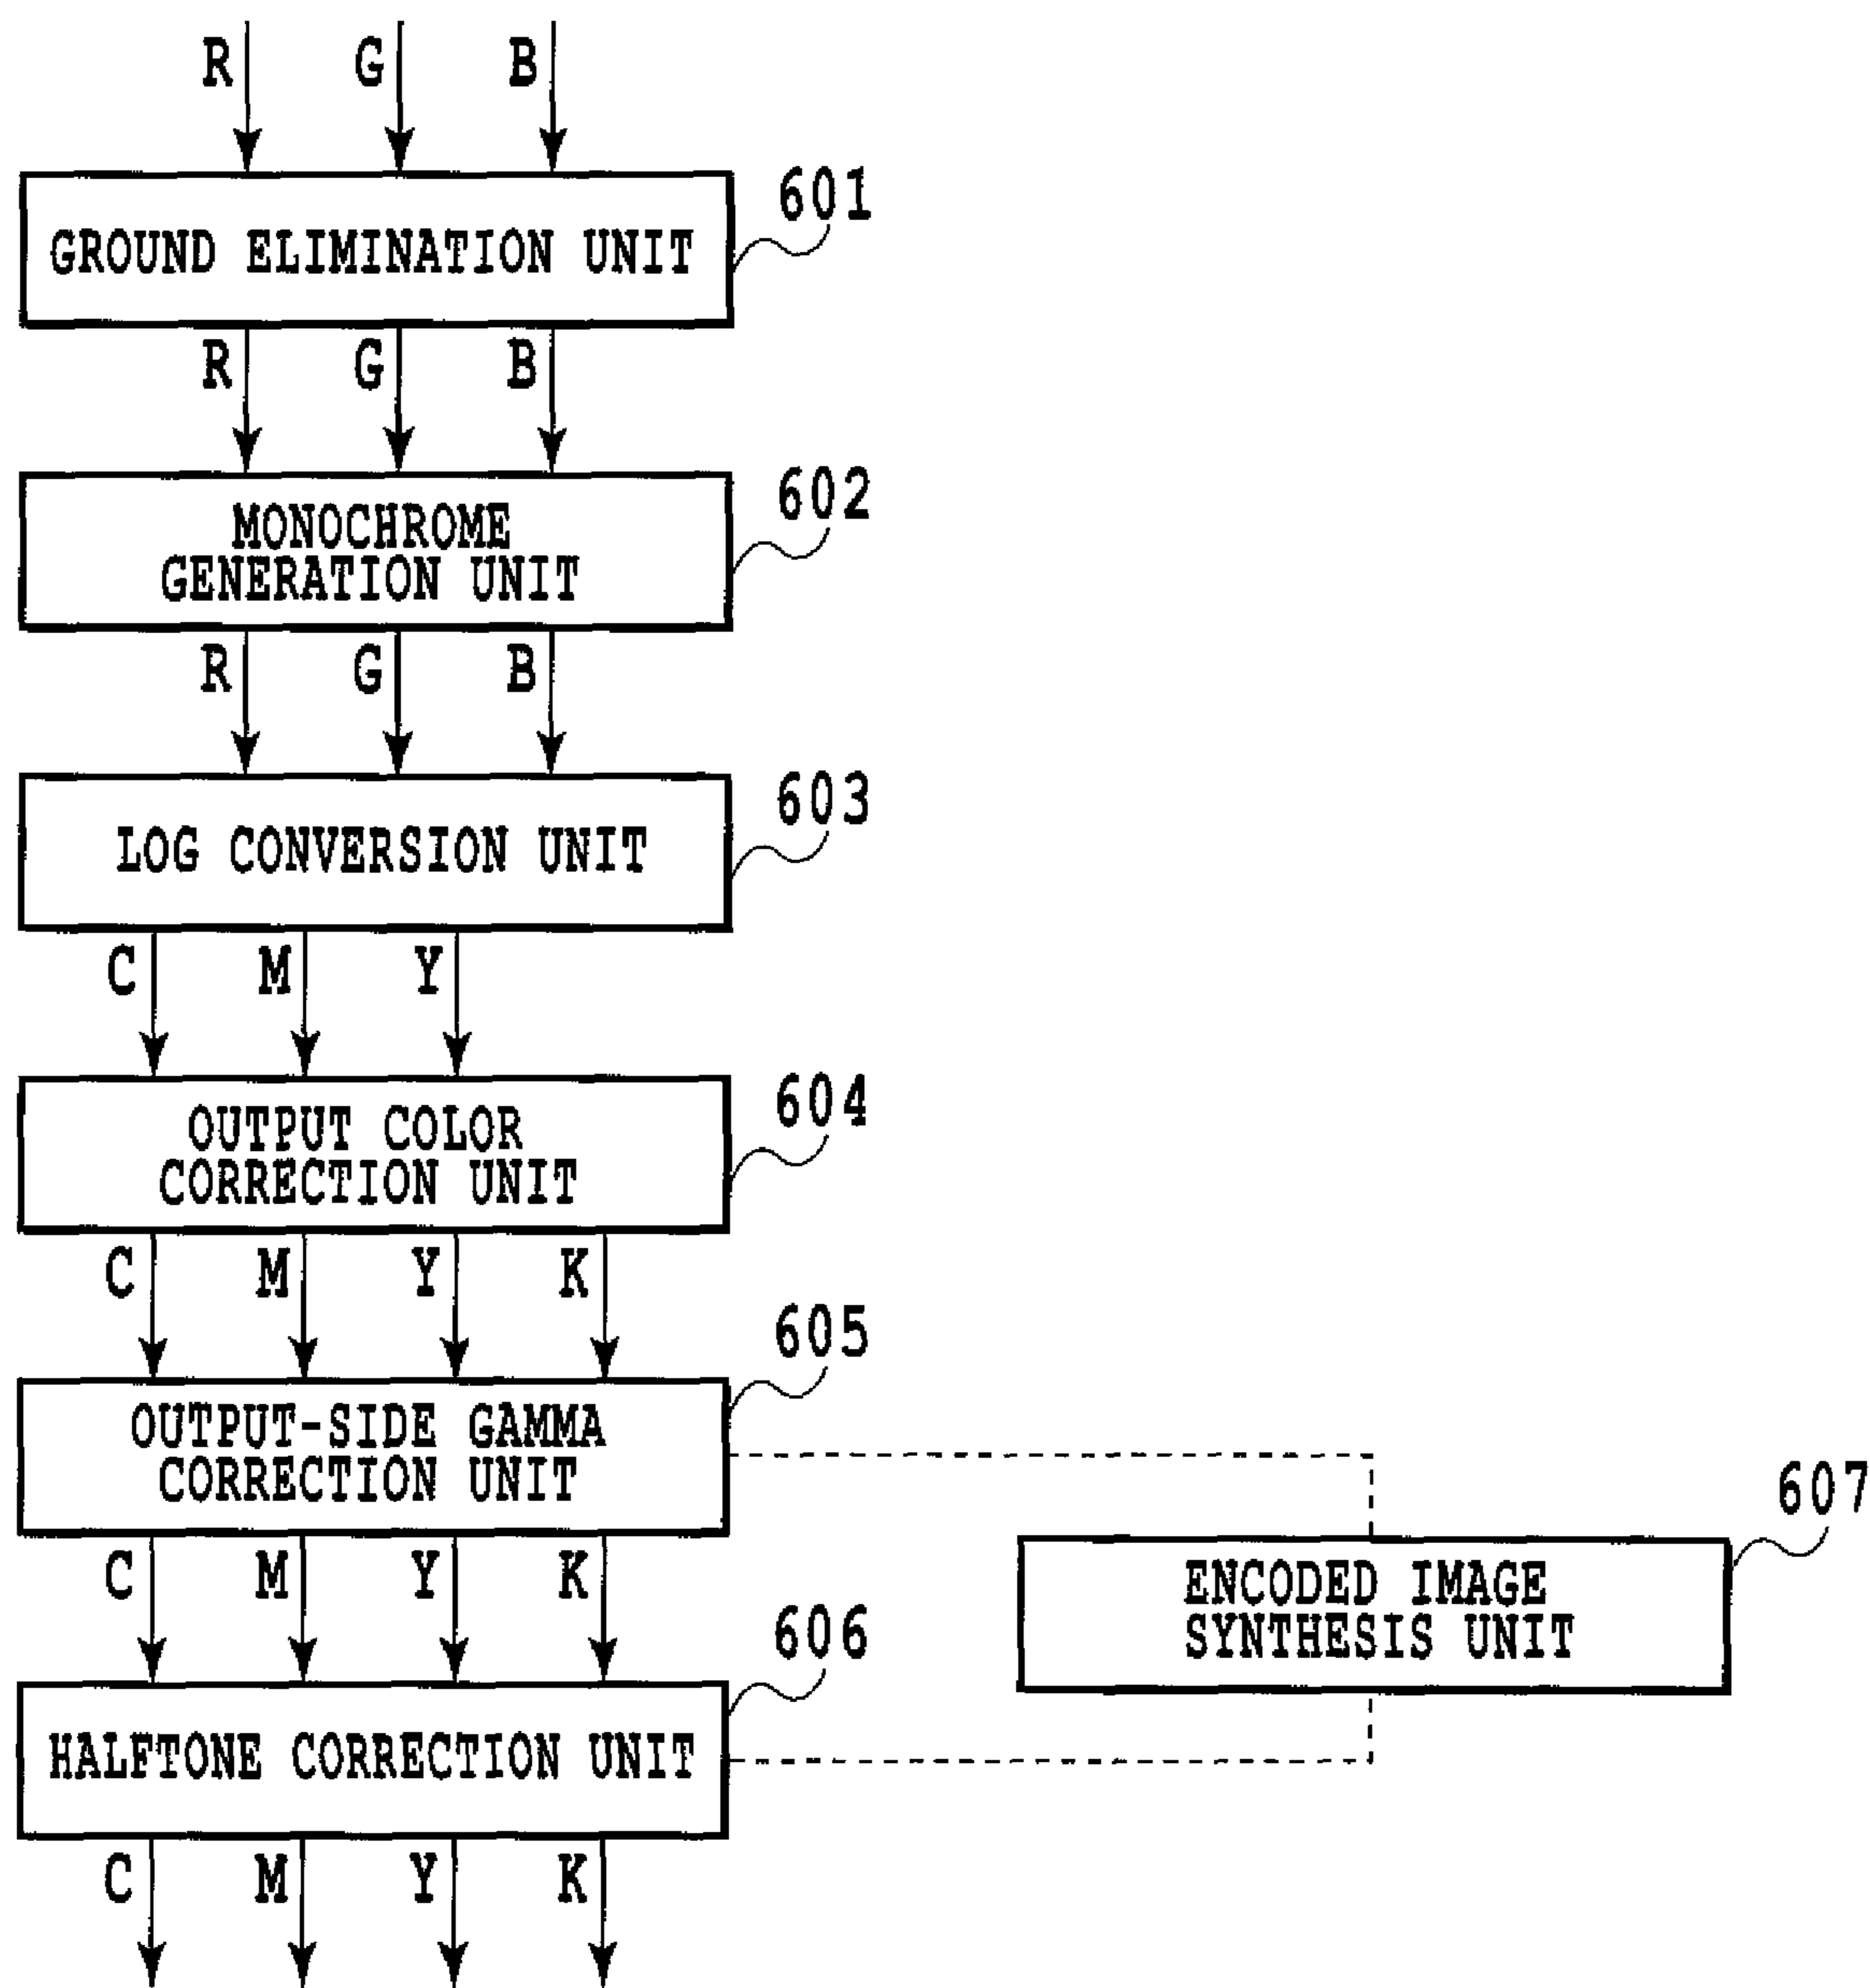 R G B
601
GROUND ELIMINATION UNIT
R G B
602
MONOCHROME
GENERATION UNIT
R G B
603
LOG CONVERSION UNIT
C M Y
604
OUTPUT COLOR
CORRECTION UNIT
C M Y K
605
OUTPUT-SIDE GAMMA
CORRECTION UNIT
607
ENCODED IMAGE
SYNTHESIS UNIT
C M Y K
606
HALFTONE CORRECTION UNIT
C M Y K